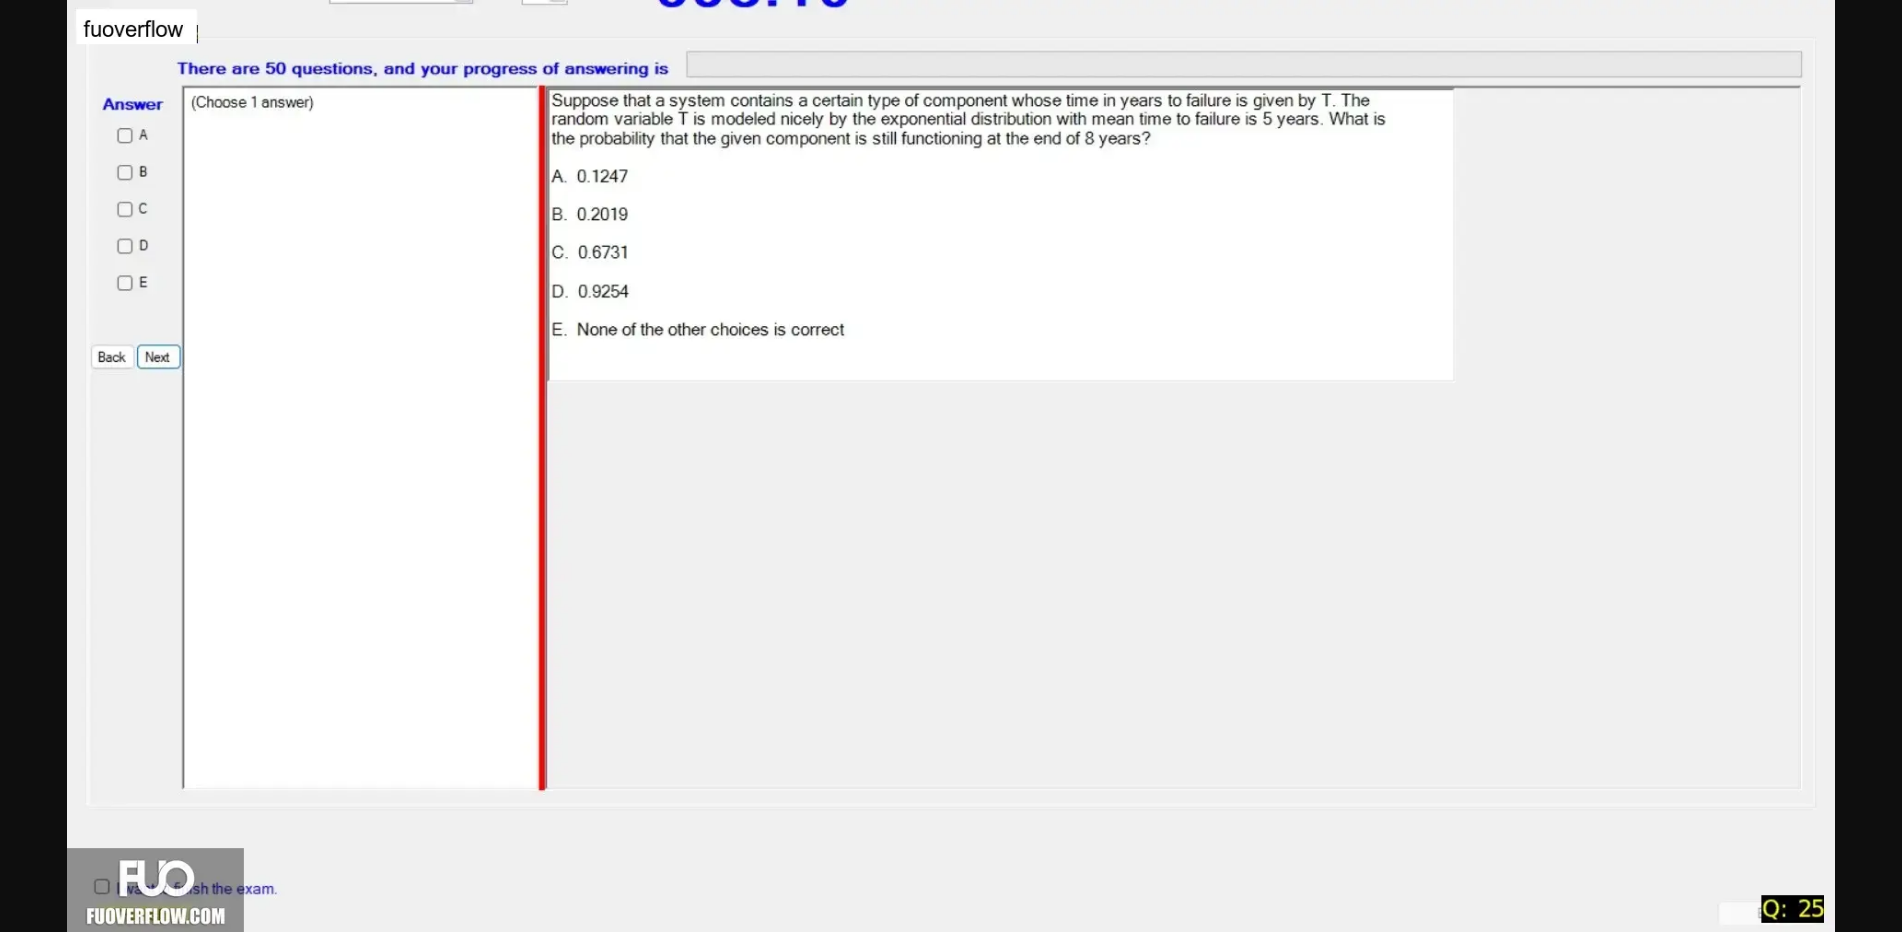 fuoverflow
There are 50 questions, and your progress of answering is
Answer
(Choose 1 answer)
A
B
C
D
E
Back
Next
Suppose that a system contains a certain type of component whose time in years to failure is given by T. The
random variable T is modeled nicely by the exponential distribution with mean time to failure is 5 years. What is
the probability that the given component is still functioning at the end of 8 years?
A. 0.1247
B. 0.2019
C. 0.6731
D. 0.9254
E. None of the other choices is correct
the exam.
FUO
FUOVERFLOW.COM
Q: 25